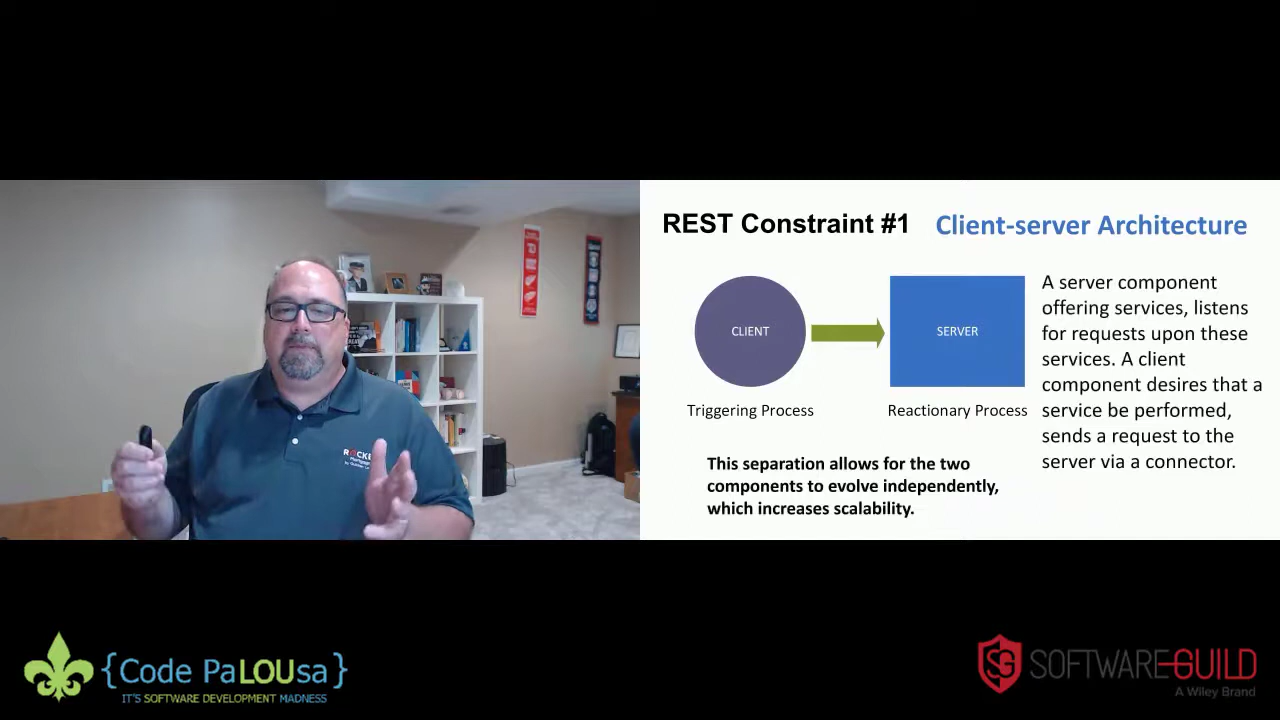 REST Constraint #1
Client-server Architecture
CLIENT
SERVER
Triggering Process
Reactionary Process
A server component
offering services, listens
for requests upon these
services. A client
component desires that a
service be performed,
sends a request to the
server via a connector.
This separation allows for the two
components to evolve independently,
which increases scalability.
{Code PaLOUsa}
IT'S SOFTWARE DEVELOPMENT MADNESS
SG
SOFTWARE GUILD
A Wiley Brand